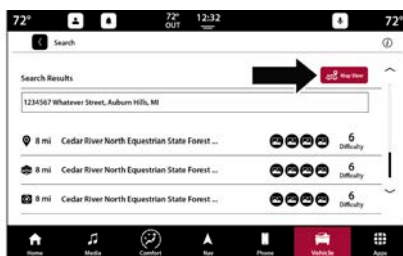 72° 72° OUT 12:32 72°
Search
Search Results Map View
1234567 Whatever Street, Auburn Hills, MI
8 mi Cedar River North Equestrian State Forest ... 6 Difficulty
8 mi Cedar River North Equestrian State Forest ... 6 Difficulty
8 mi Cedar River North Equestrian State Forest ... 6 Difficulty
Home Media Comfort Nav Phone Vehicle Apps